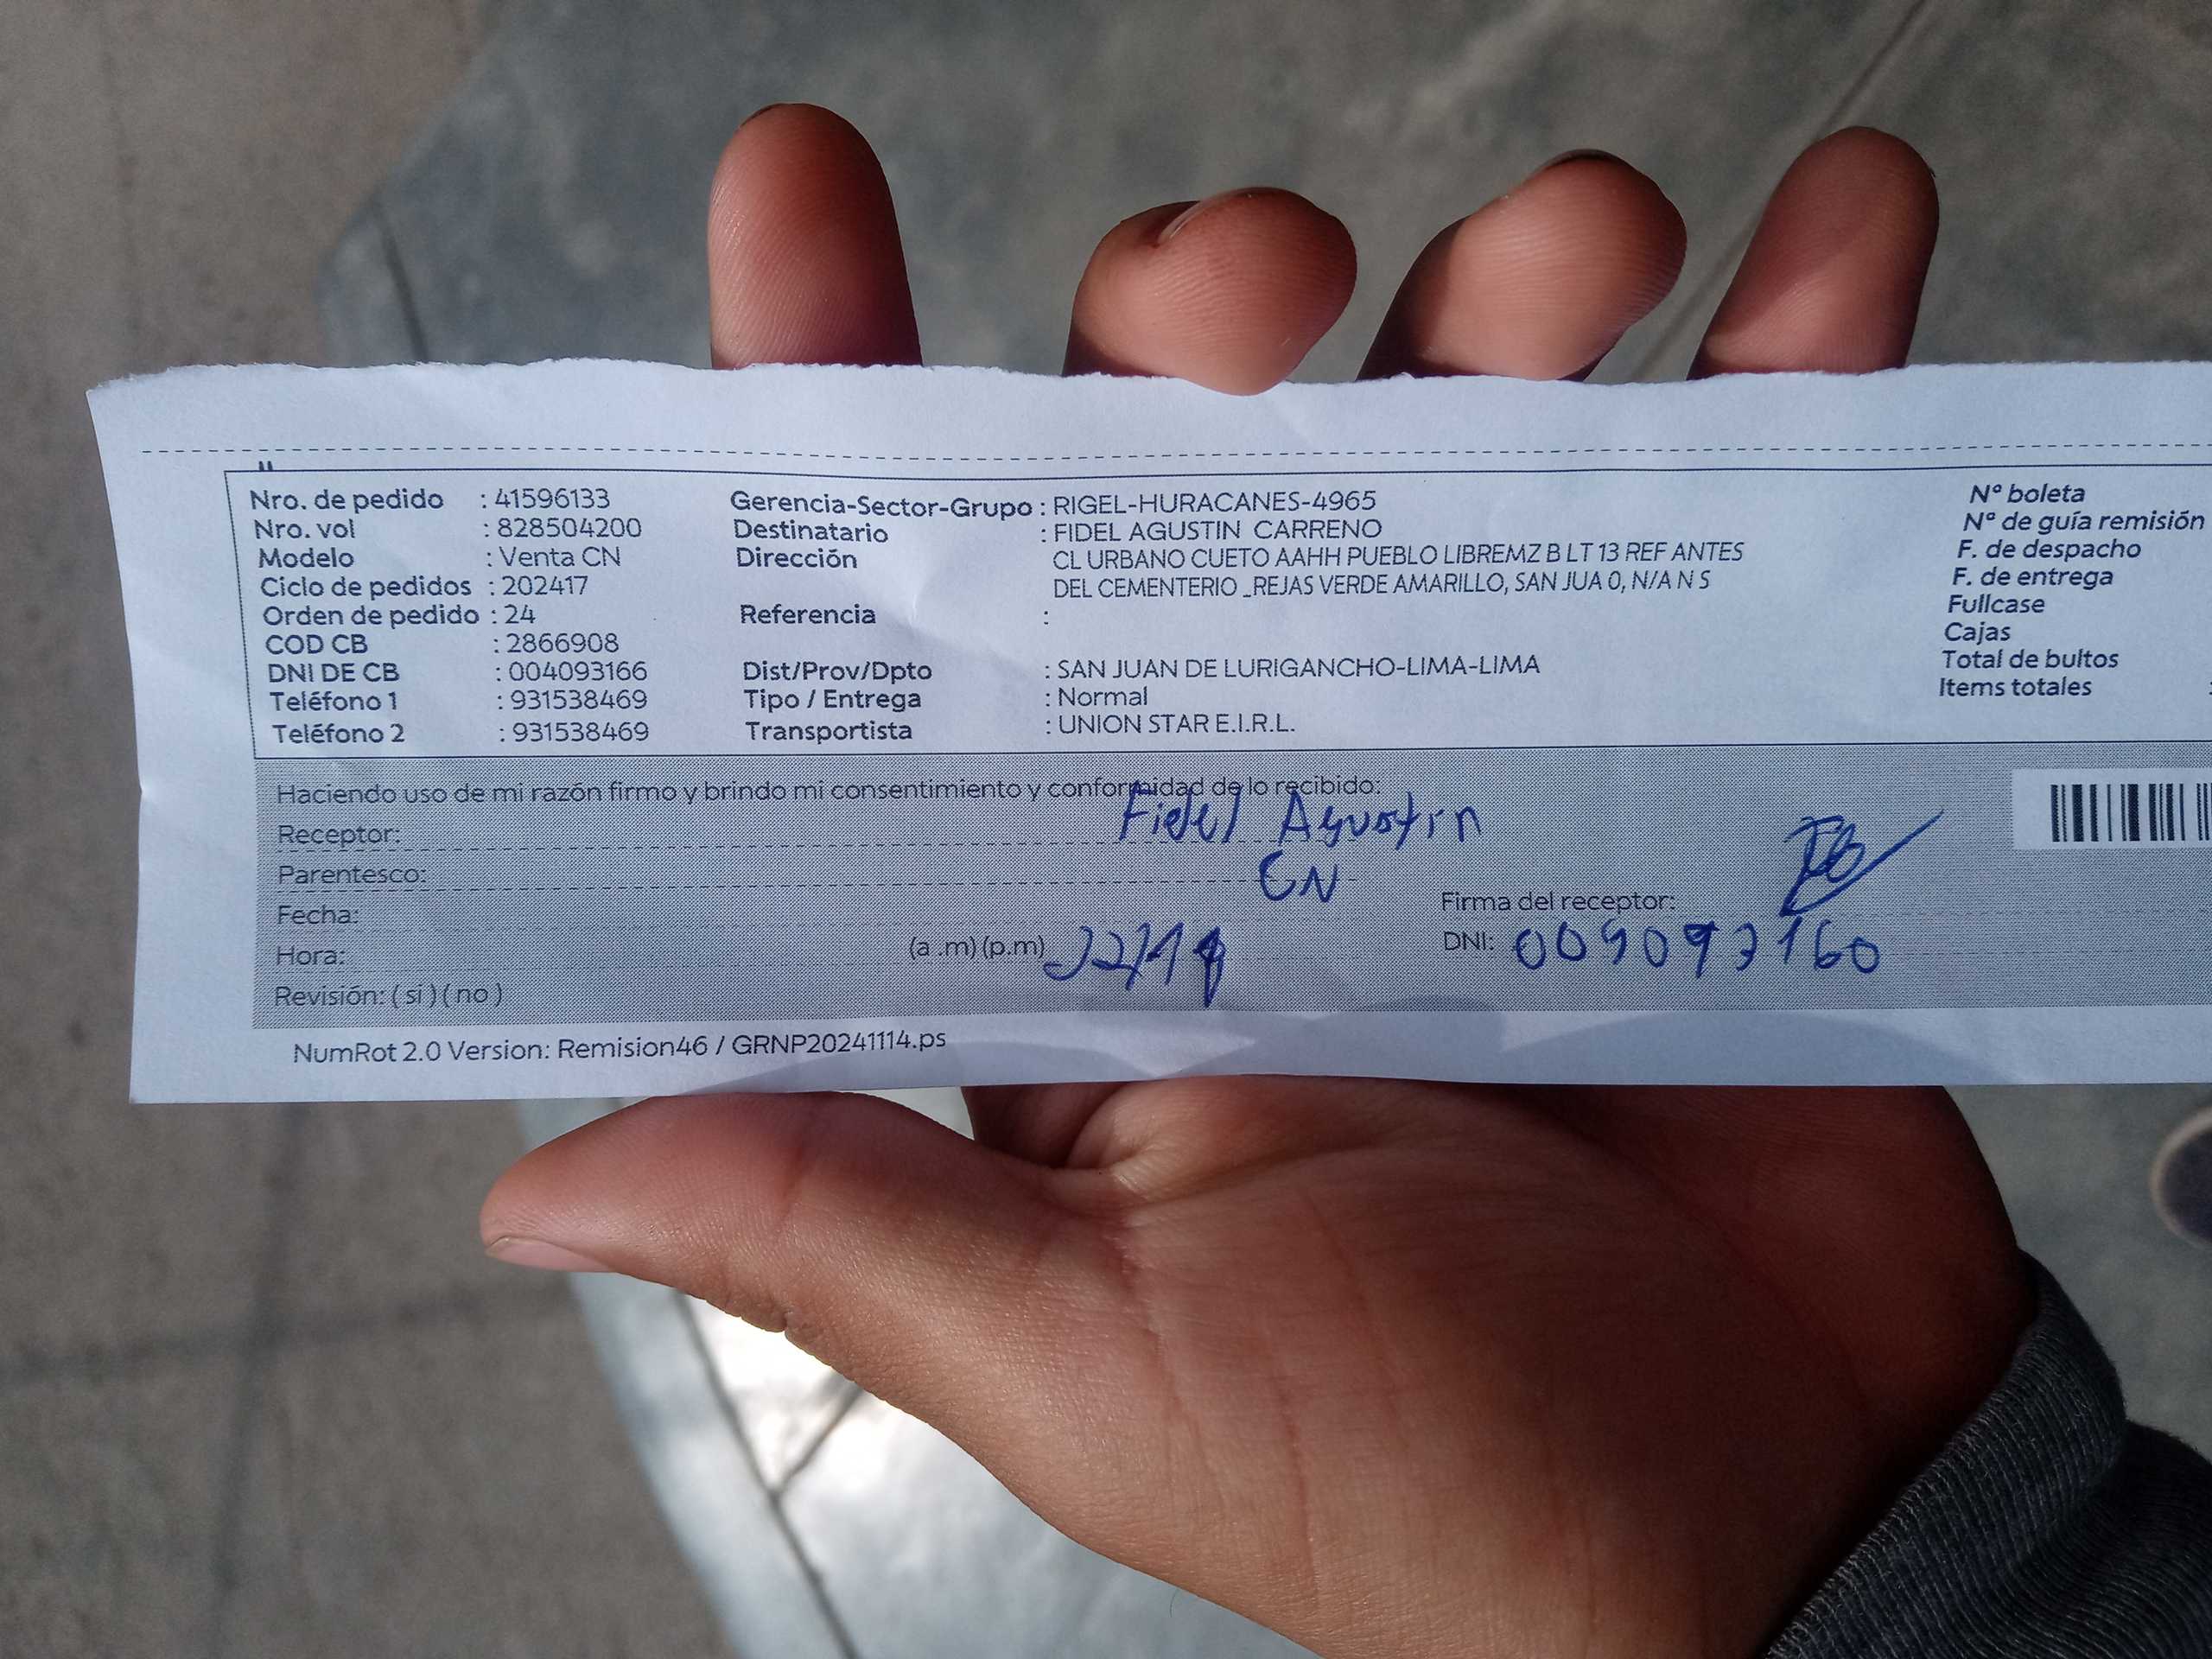 Nro. de pedido : 41596133
Nro. vol : 828504200
Modelo : Venta CN
Ciclo de pedidos : 202417
Orden de pedido : 24
COD CB : 2866908
DNI DE CB : 004093166
Teléfono 1 : 931538469
Teléfono 2 : 931538469
Gerencia-Sector-Grupo : RIGEL-HURACANES-4965
Destinatario : FIDEL AGUSTIN CARRENO
Dirección CL URBANO CUETO AAHH PUEBLO LIBREMZ B LT 13 REF ANTES
DEL CEMENTERIO _REJAS VERDE AMARILLO, SAN JUA 0, N/A N S
Referencia :
Dist/Prov/Dpto : SAN JUAN DE LURIGANCHO-LIMA-LIMA
Tipo / Entrega : Normal
Transportista : UNION STAR E.I.R.L.
N° boleta
N° de guía remisión
F. de despacho
F. de entrega
Fullcase
Cajas
Total de bultos
Items totales
Haciendo uso de mi razón firmo y brindo mi consentimiento y conformidad de lo recibido:
Receptor: Fidel Agustin
Parentesco: CN
Fecha:
Hora: (a .m) (p.m)
Revisión: ( si ) ( no )
Firma del receptor:
DNI:
NumRot 2.0 Version: Remision46 / GRNP20241114.ps